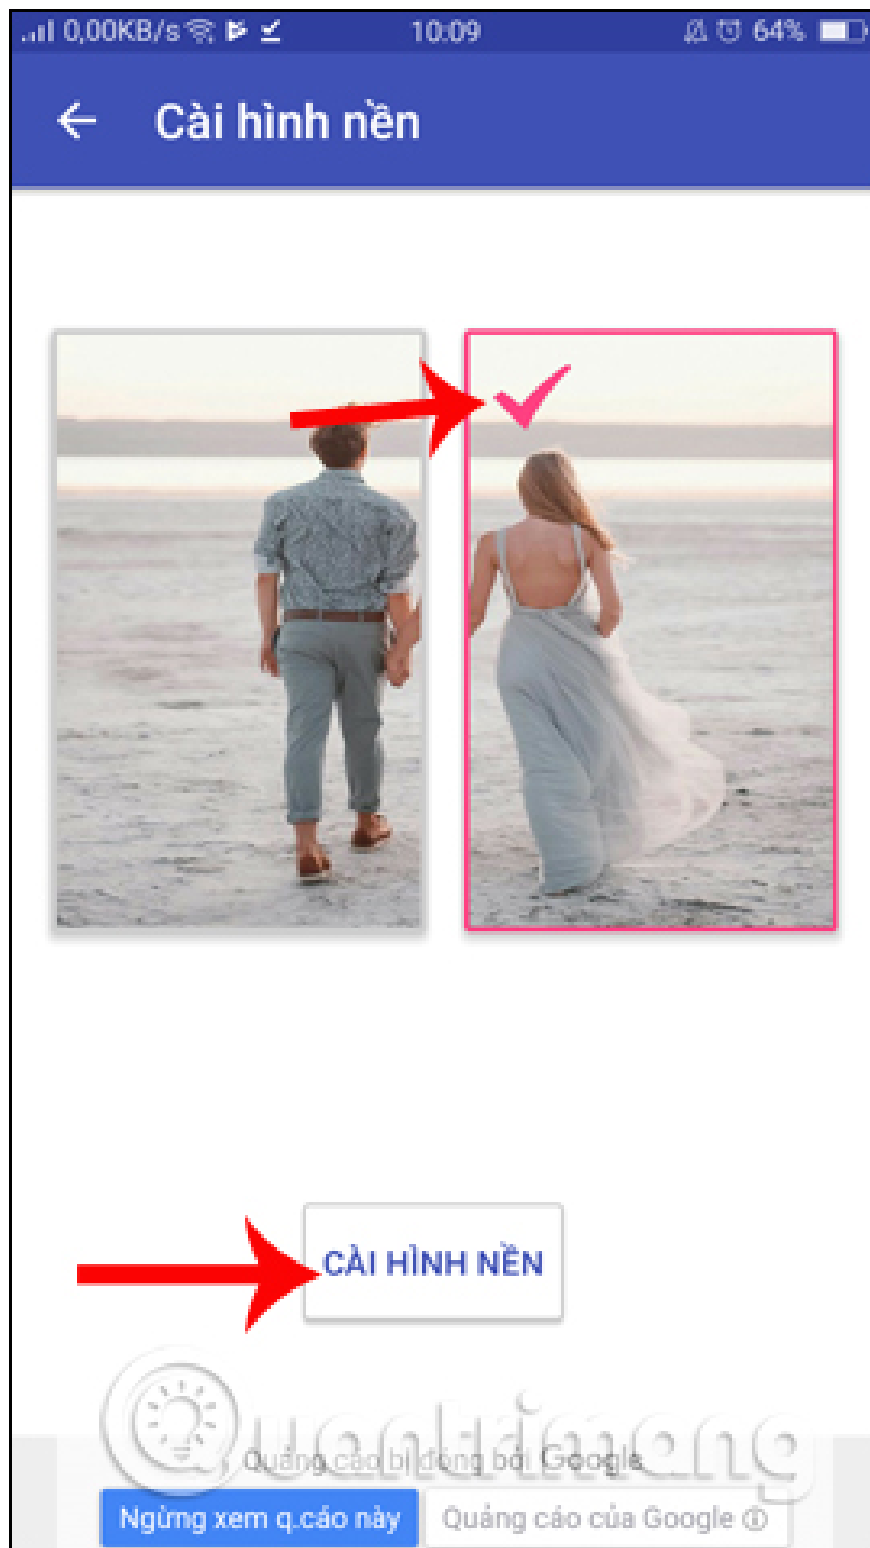 0,00KB/s 10:09 64%
Cài hình nền
CÀI HÌNH NỀN
Quantrimang
Quảng cáo bị đóng bởi Google
Ngừng xem q.cáo này Quảng cáo của Google